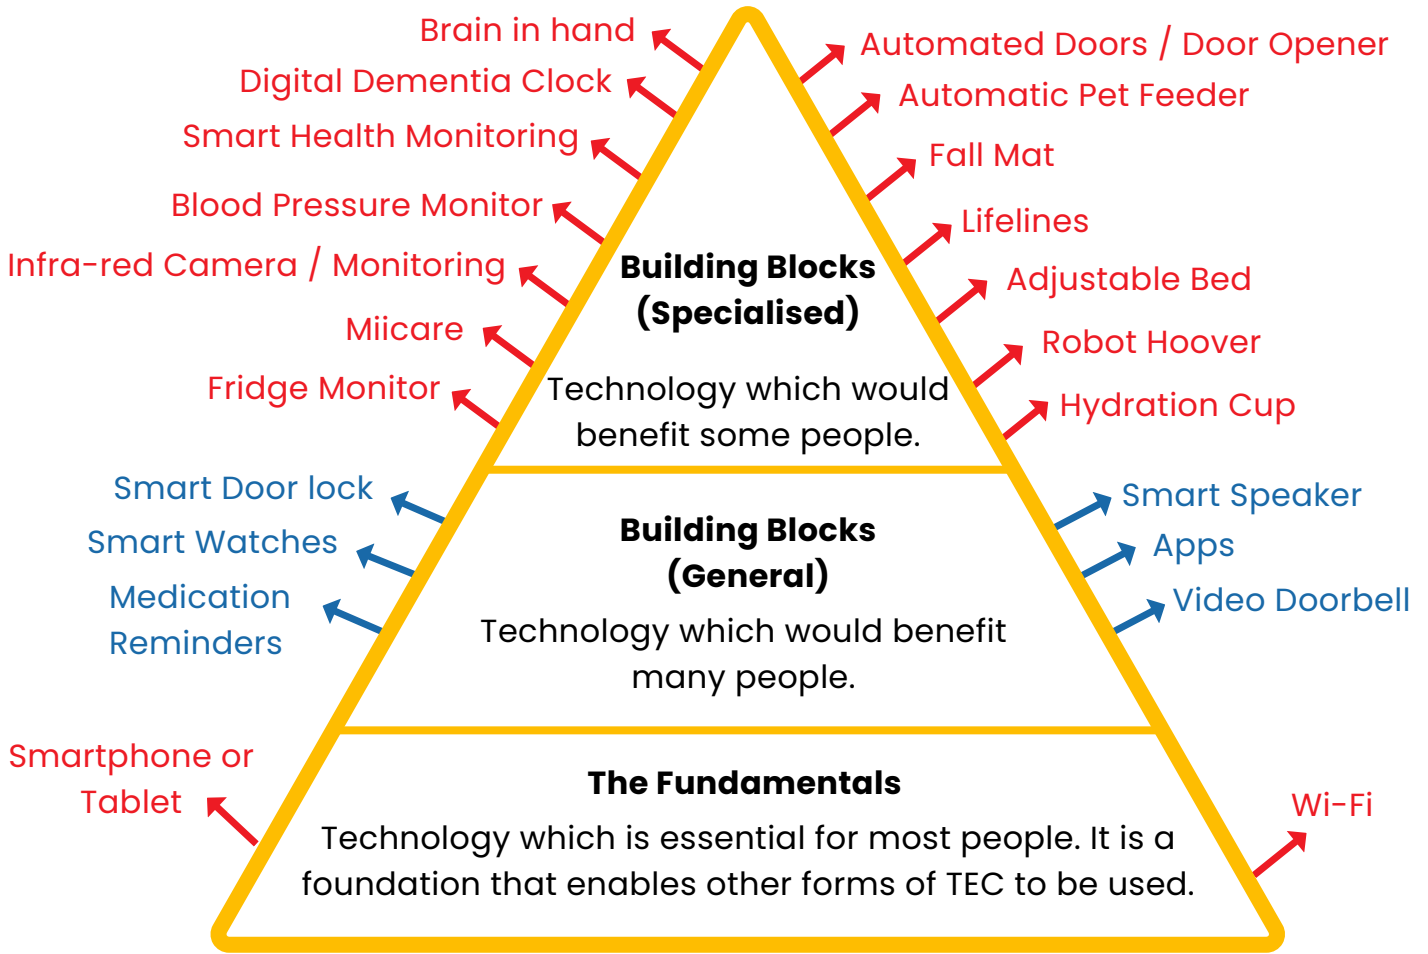 Brain in hand
Automated Doors / Door Opener
Digital Dementia Clock
Automatic Pet Feeder
Smart Health Monitoring
Fall Mat
Blood Pressure Monitor
Lifelines
Infra-red Camera / Monitoring
Adjustable Bed
Miicare
Robot Hoover
Fridge Monitor
Hydration Cup
Building Blocks
(Specialised)
Technology which would
benefit some people.
Smart Door lock
Smart Speaker
Smart Watches
Apps
Medication
Reminders
Video Doorbell
Building Blocks
(General)
Technology which would benefit
many people.
Smartphone or
Tablet
Wi-Fi
The Fundamentals
Technology which is essential for most people. It is a
foundation that enables other forms of TEC to be used.